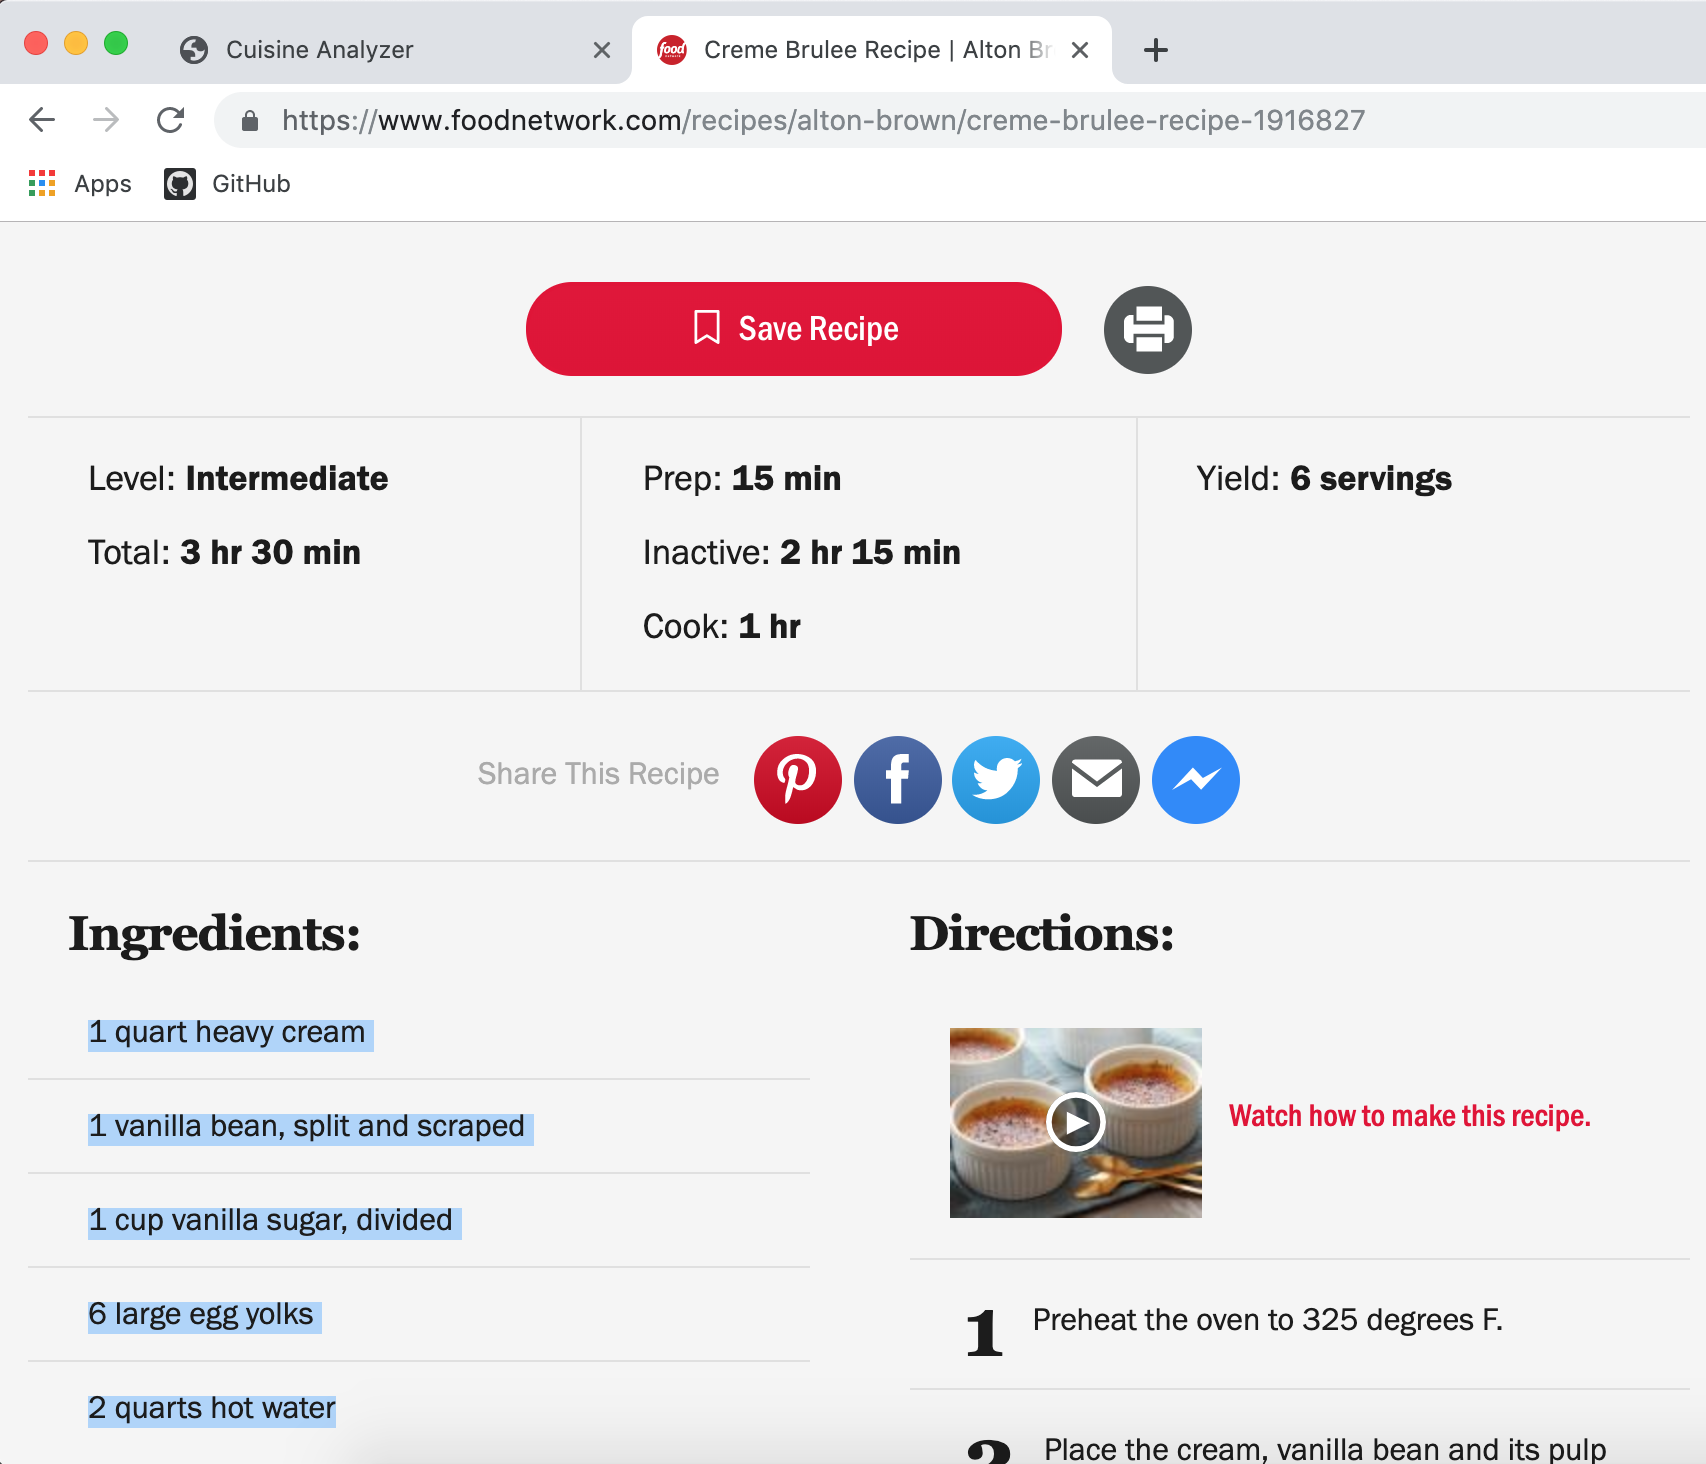 Cuisine Analyzer
food
Creme Brulee Recipe | Alton Br
https://www.foodnetwork.com/recipes/alton-brown/creme-brulee-recipe-1916827
Apps
GitHub
Save Recipe
Level: Intermediate
Total: 3 hr 30 min
Prep: 15 min
Inactive: 2 hr 15 min
Cook: 1 hr
Yield: 6 servings
Share This Recipe
Ingredients:
1 quart heavy cream
1 vanilla bean, split and scraped
1 cup vanilla sugar, divided
6 large egg yolks
2 quarts hot water
Directions:
Watch how to make this recipe.
1 Preheat the oven to 325 degrees F.
2 Place the cream, vanilla bean and its pulp